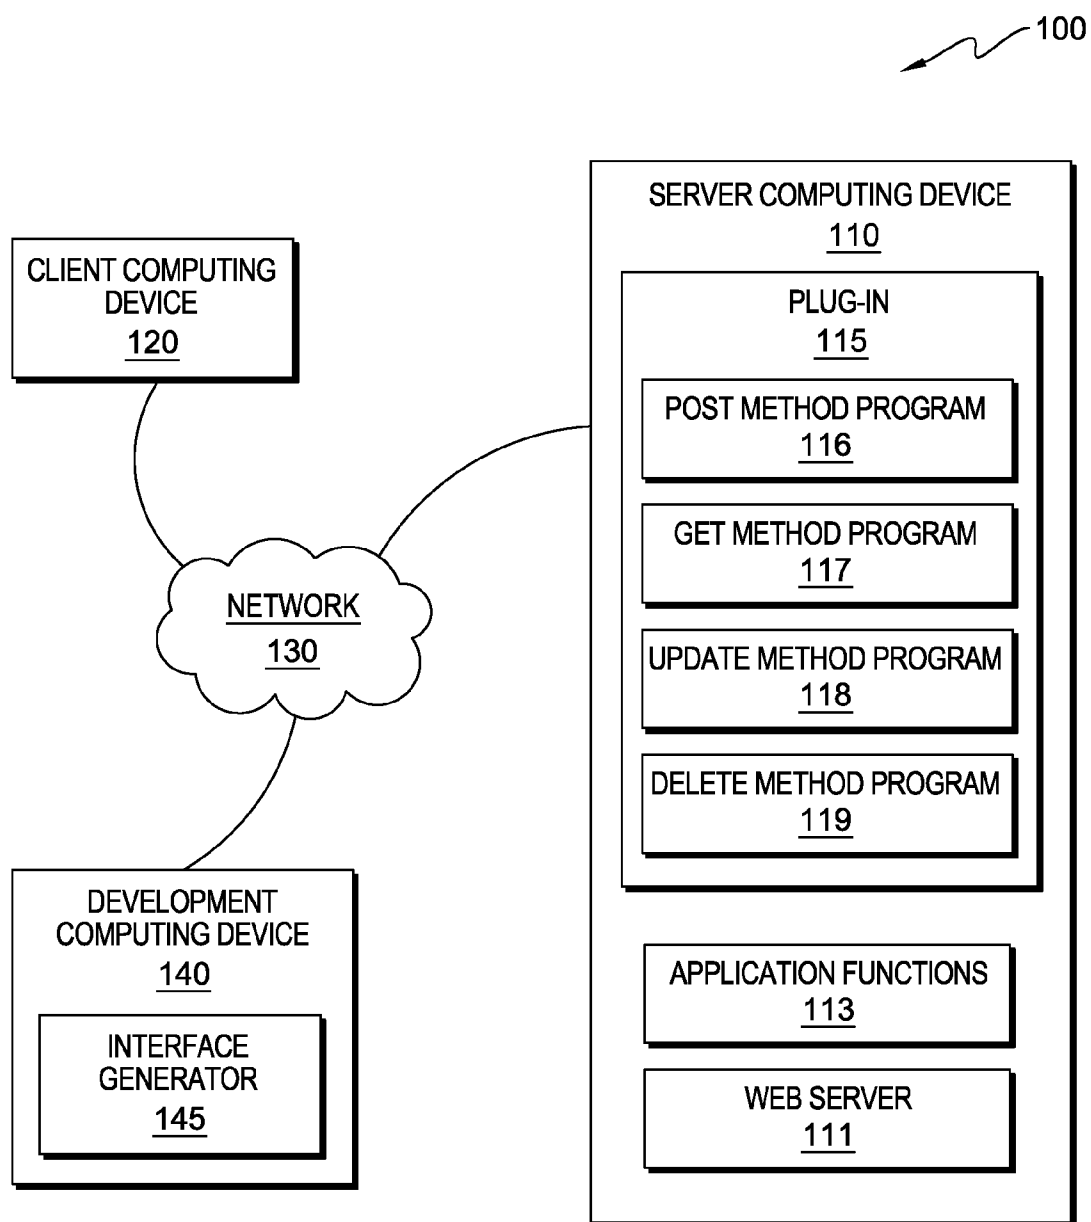 100
SERVER COMPUTING DEVICE
110
PLUG-IN
115
POST METHOD PROGRAM
116
GET METHOD PROGRAM
117
UPDATE METHOD PROGRAM
118
DELETE METHOD PROGRAM
119
APPLICATION FUNCTIONS
113
WEB SERVER
111
CLIENT COMPUTING
DEVICE
120
NETWORK
130
DEVELOPMENT
COMPUTING DEVICE
140
INTERFACE
GENERATOR
145